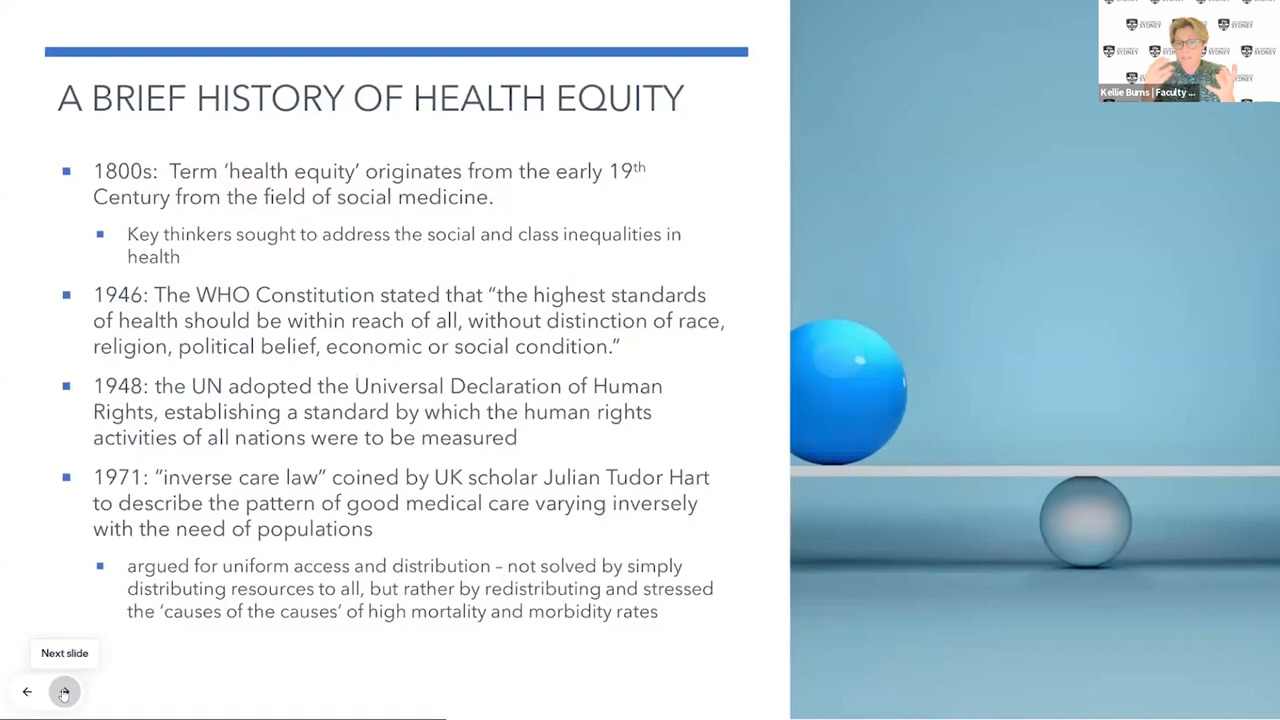 A BRIEF HISTORY OF HEALTH EQUITY
1800s: Term ‘health equity’ originates from the early 19th
Century from the field of social medicine.
Key thinkers sought to address the social and class inequalities in
health
1946: The WHO Constitution stated that “the highest standards
of health should be within reach of all, without distinction of race,
religion, political belief, economic or social condition.”
1948: the UN adopted the Universal Declaration of Human
Rights, establishing a standard by which the human rights
activities of all nations were to be measured
1971: “inverse care law” coined by UK scholar Julian Tudor Hart
to describe the pattern of good medical care varying inversely
with the need of populations
argued for uniform access and distribution – not solved by simply
distributing resources to all, but rather by redistributing and stressed
the ‘causes of the causes’ of high mortality and morbidity rates
Next slide
SYDNEY
Kellie Burns | Faculty ...